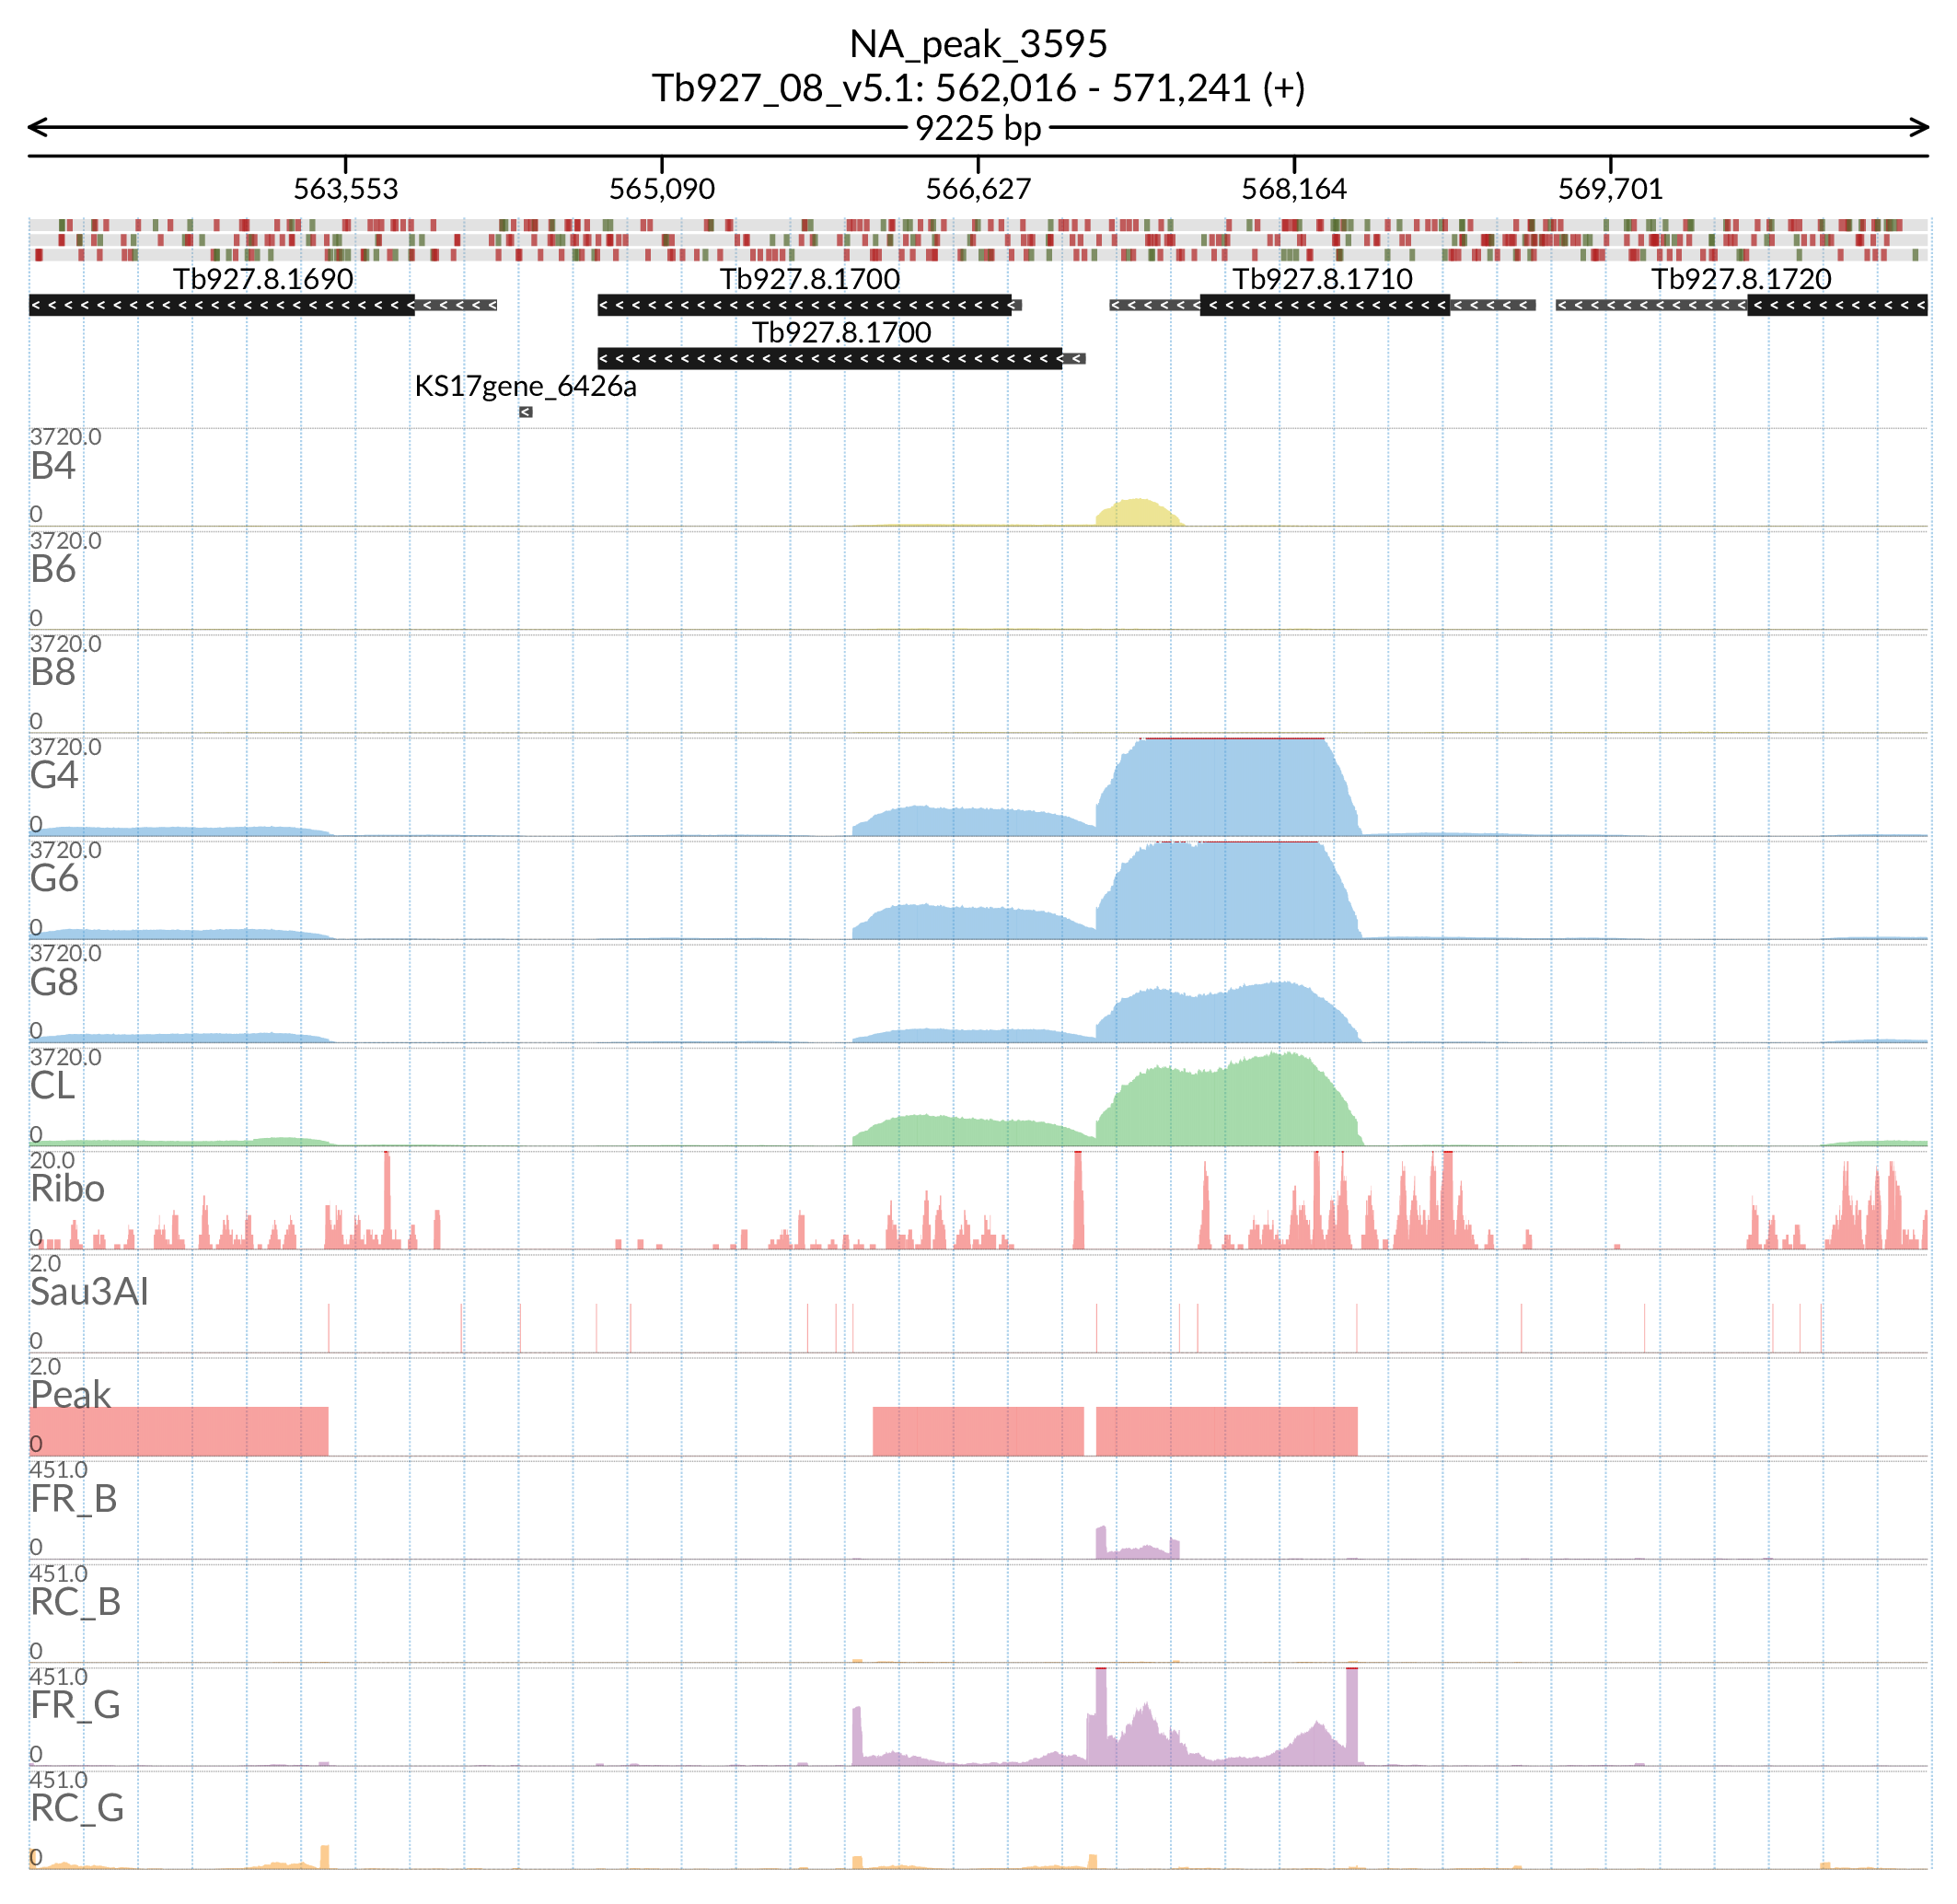 NA_peak_3595
Tb927_08_v5.1: 562,016 - 571,241 (+)
9225 bp
563,553 565,090 566,627 568,164 569,701
Tb927.8.1690 Tb927.8.1700 Tb927.8.1710 Tb927.8.1720
Tb927.8.1700
KS17gene_6426a
3720.0
B4
0
3720.0
B6
0
3720.0
B8
0
3720.0
G4
0
3720.0
G6
0
3720.0
G8
0
3720.0
CL
0
20.0
Ribo
0
2.0
Sau3AI
0
2.0
Peak
0
451.0
FR_B
0
451.0
RC_B
0
451.0
FR_G
0
451.0
RC_G
0